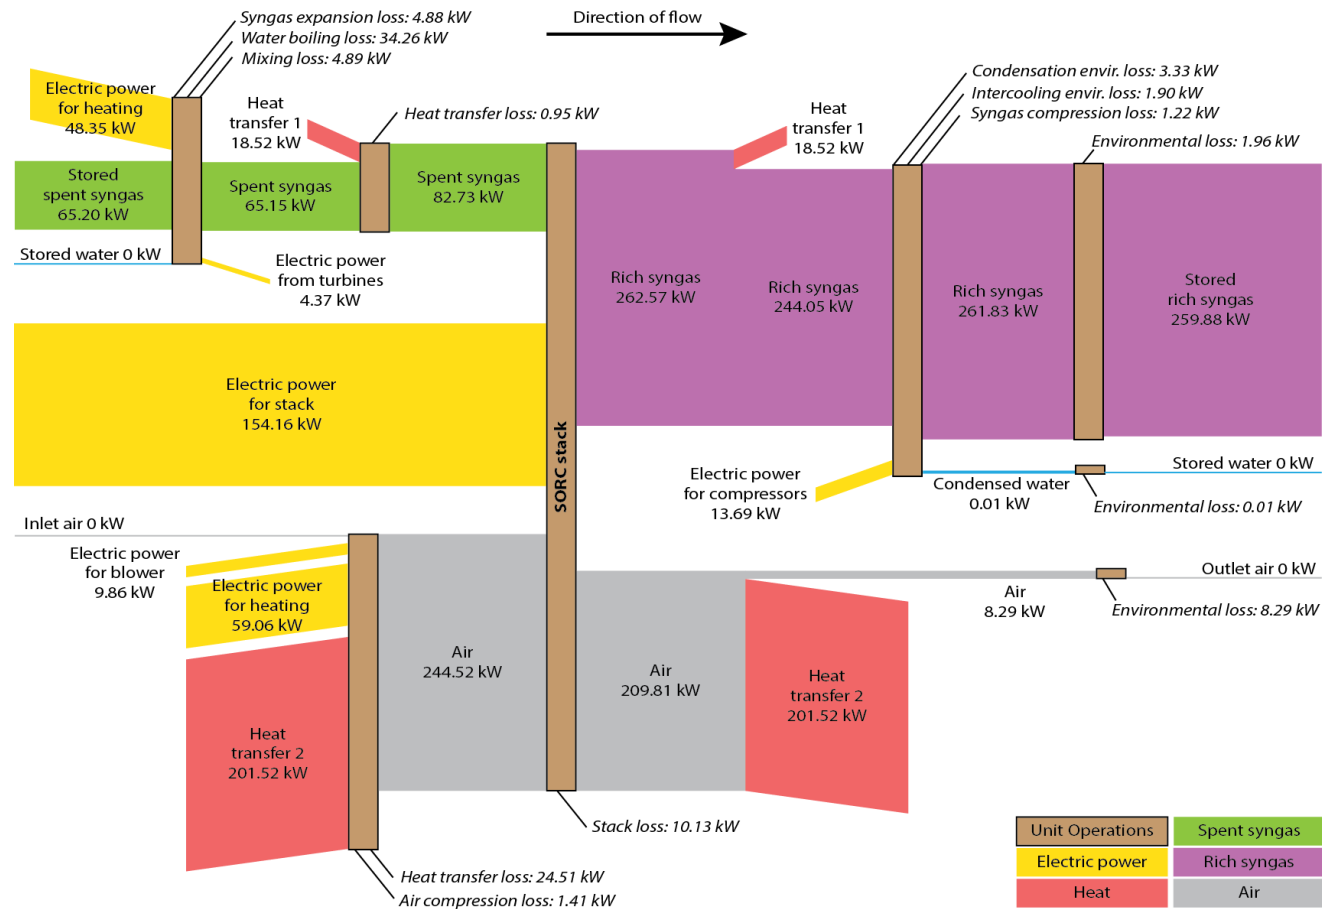 Syngas expansion loss: 4.88 kW
Water boiling loss: 34.26 kW
Mixing loss: 4.89 kW
Direction of flow
Electric power
for heating
48.35 kW
Heat
transfer 1
18.52 kW
Heat transfer loss: 0.95 kW
Heat
transfer 1
18.52 kW
Condensation envir. loss: 3.33 kW
Intercooling envir. loss: 1.90 kW
Syngas compression loss: 1.22 kW
Environmental loss: 1.96 kW
Stored
spent syngas
65.20 kW
Spent syngas
65.15 kW
Spent syngas
82.73 kW
Stored water 0 kW
Electric power
from turbines
4.37 kW
Rich syngas
262.57 kW
Rich syngas
244.05 kW
Rich syngas
261.83 kW
Stored
rich syngas
259.88 kW
Electric power
for stack
154.16 kW
SORC stack
Electric power
for compressors
13.69 kW
Condensed water
0.01 kW
Stored water 0 kW
Environmental loss: 0.01 kW
Inlet air 0 kW
Electric power
for blower
9.86 kW
Electric power
for heating
59.06 kW
Air
244.52 kW
Air
209.81 kW
Air
8.29 kW
Outlet air 0 kW
Environmental loss: 8.29 kW
Heat
transfer 2
201.52 kW
Heat
transfer 2
201.52 kW
Stack loss: 10.13 kW
Heat transfer loss: 24.51 kW
Air compression loss: 1.41 kW
Unit Operations
Spent syngas
Electric power
Rich syngas
Heat
Air